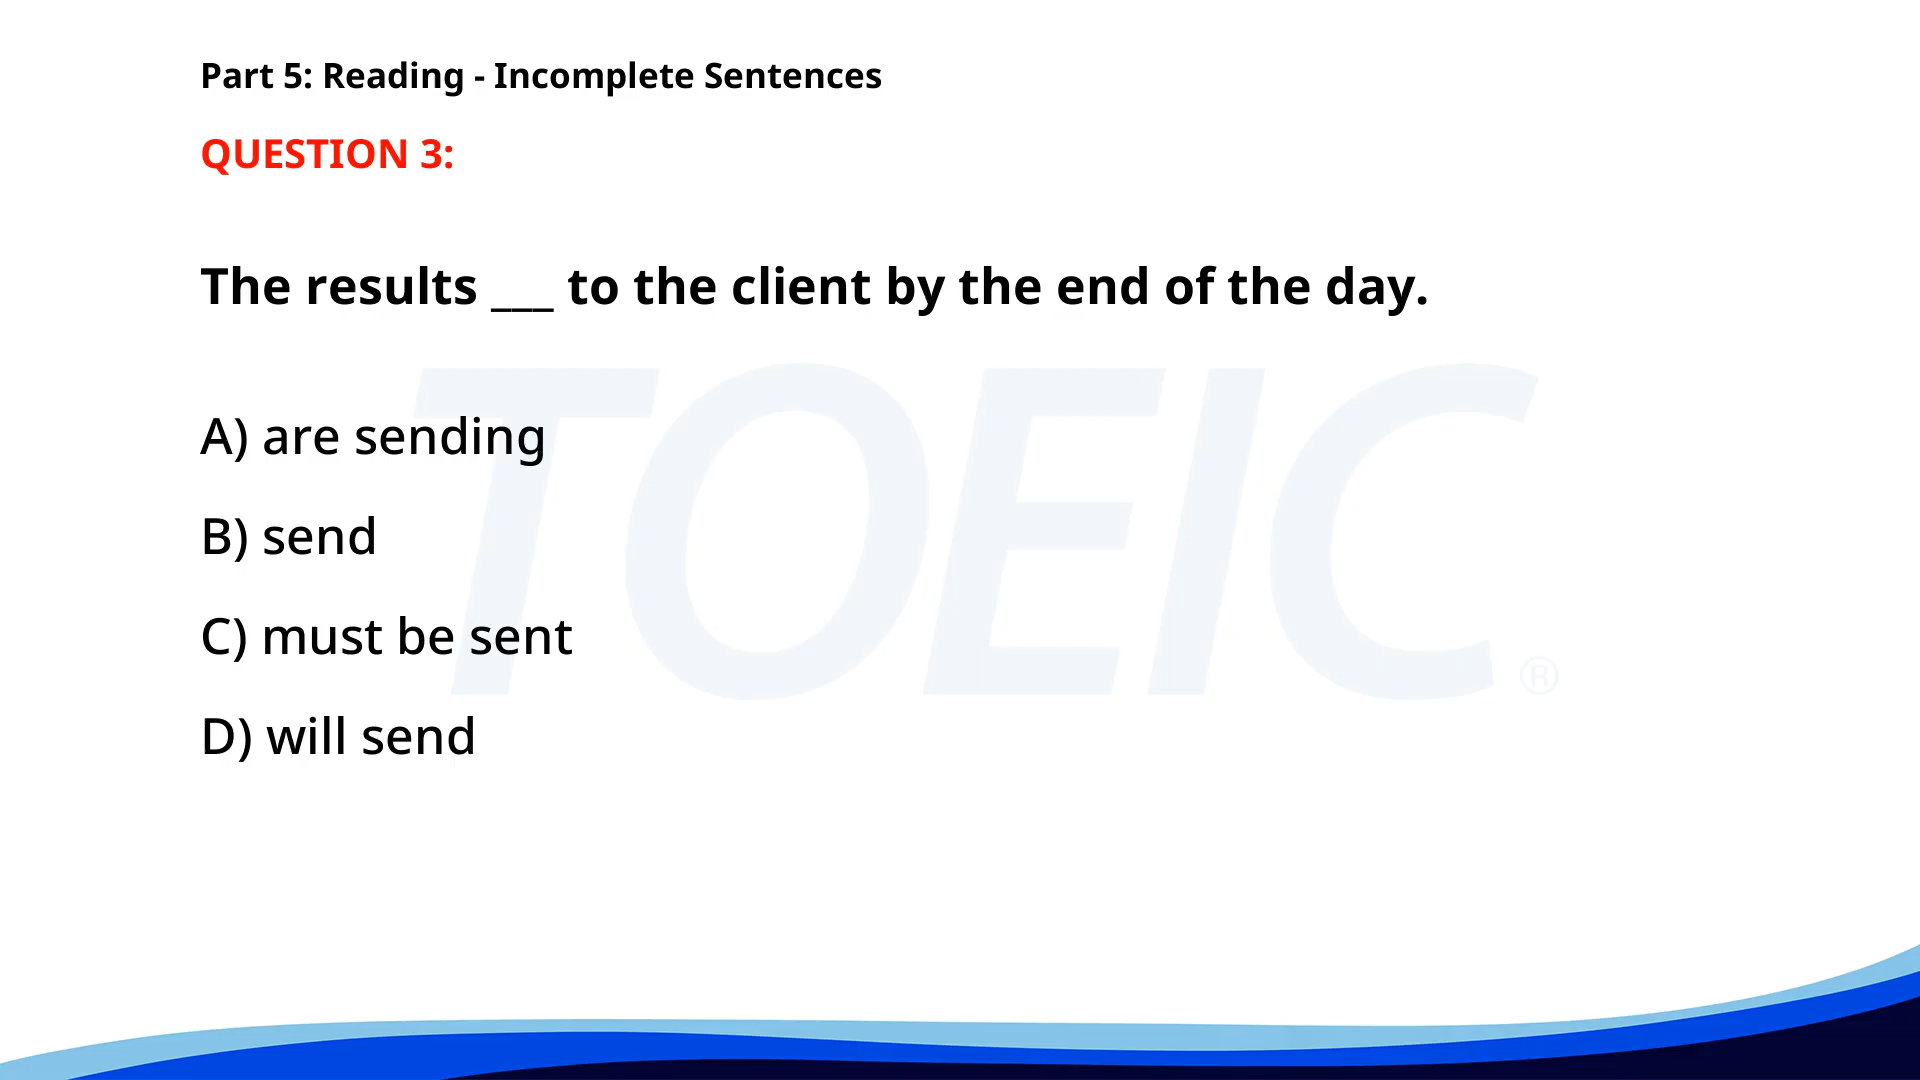 Part 5: Reading - Incomplete Sentences
QUESTION 3:
The results ___ to the client by the end of the day.
TOEIC®
A) are sending
B) send
C) must be sent
D) will send